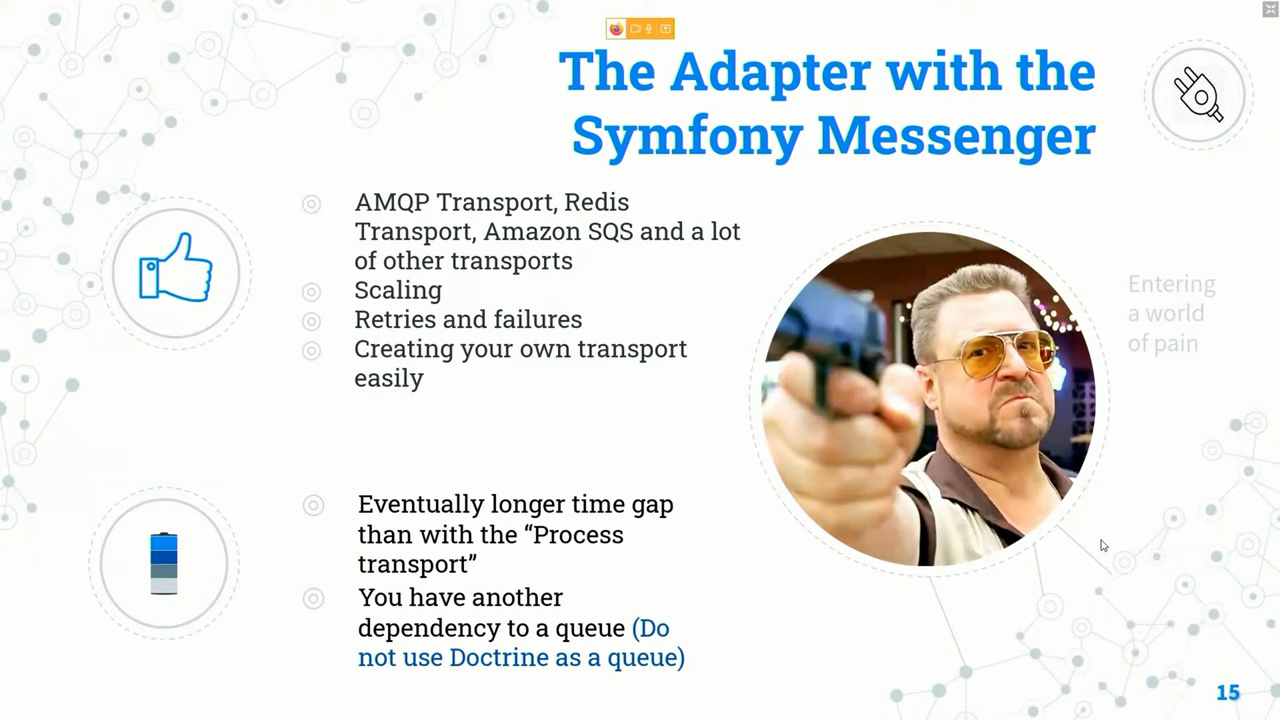 The Adapter with the
Symfony Messenger
AMQP Transport, Redis
Transport, Amazon SQS and a lot
of other transports
Scaling
Retries and failures
Creating your own transport
easily
Entering
a world
of pain
Eventually longer time gap
than with the “Process
transport”
You have another
dependency to a queue (Do
not use Doctrine as a queue)
15